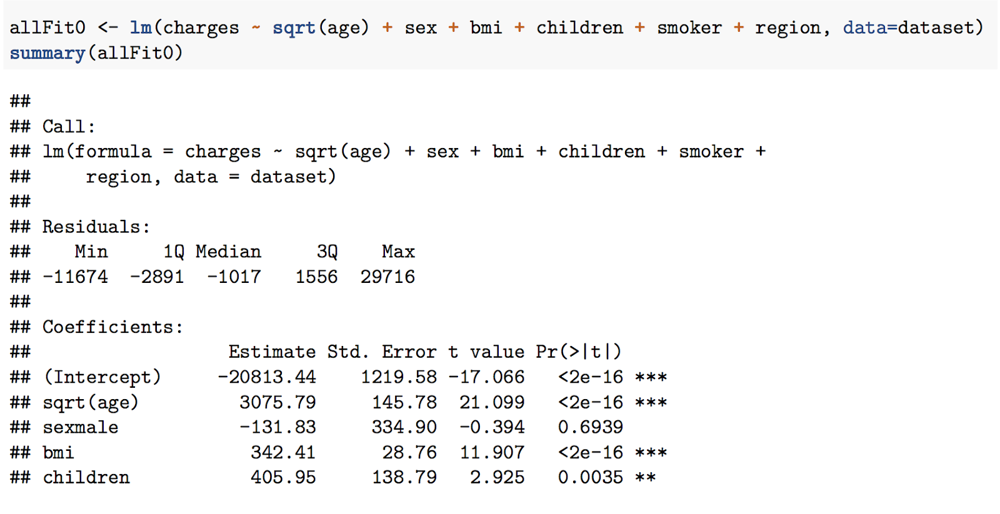 allFit0 <- lm(charges ~ sqrt(age) + sex + bmi + children + smoker + region, data=dataset)
summary(allFit0)
##
## Call:
## lm(formula = charges ~ sqrt(age) + sex + bmi + children + smoker +
##     region, data = dataset)
##
## Residuals:
##    Min     1Q Median     3Q    Max
## -11674  -2891  -1017   1556  29716
##
## Coefficients:
##                  Estimate Std. Error t value Pr(>|t|)
## (Intercept)     -20813.44    1219.58 -17.066   <2e-16 ***
## sqrt(age)         3075.79     145.78  21.099   <2e-16 ***
## sexmale           -131.83     334.90  -0.394   0.6939
## bmi                342.41      28.76  11.907   <2e-16 ***
## children           405.95     138.79   2.925   0.0035 **